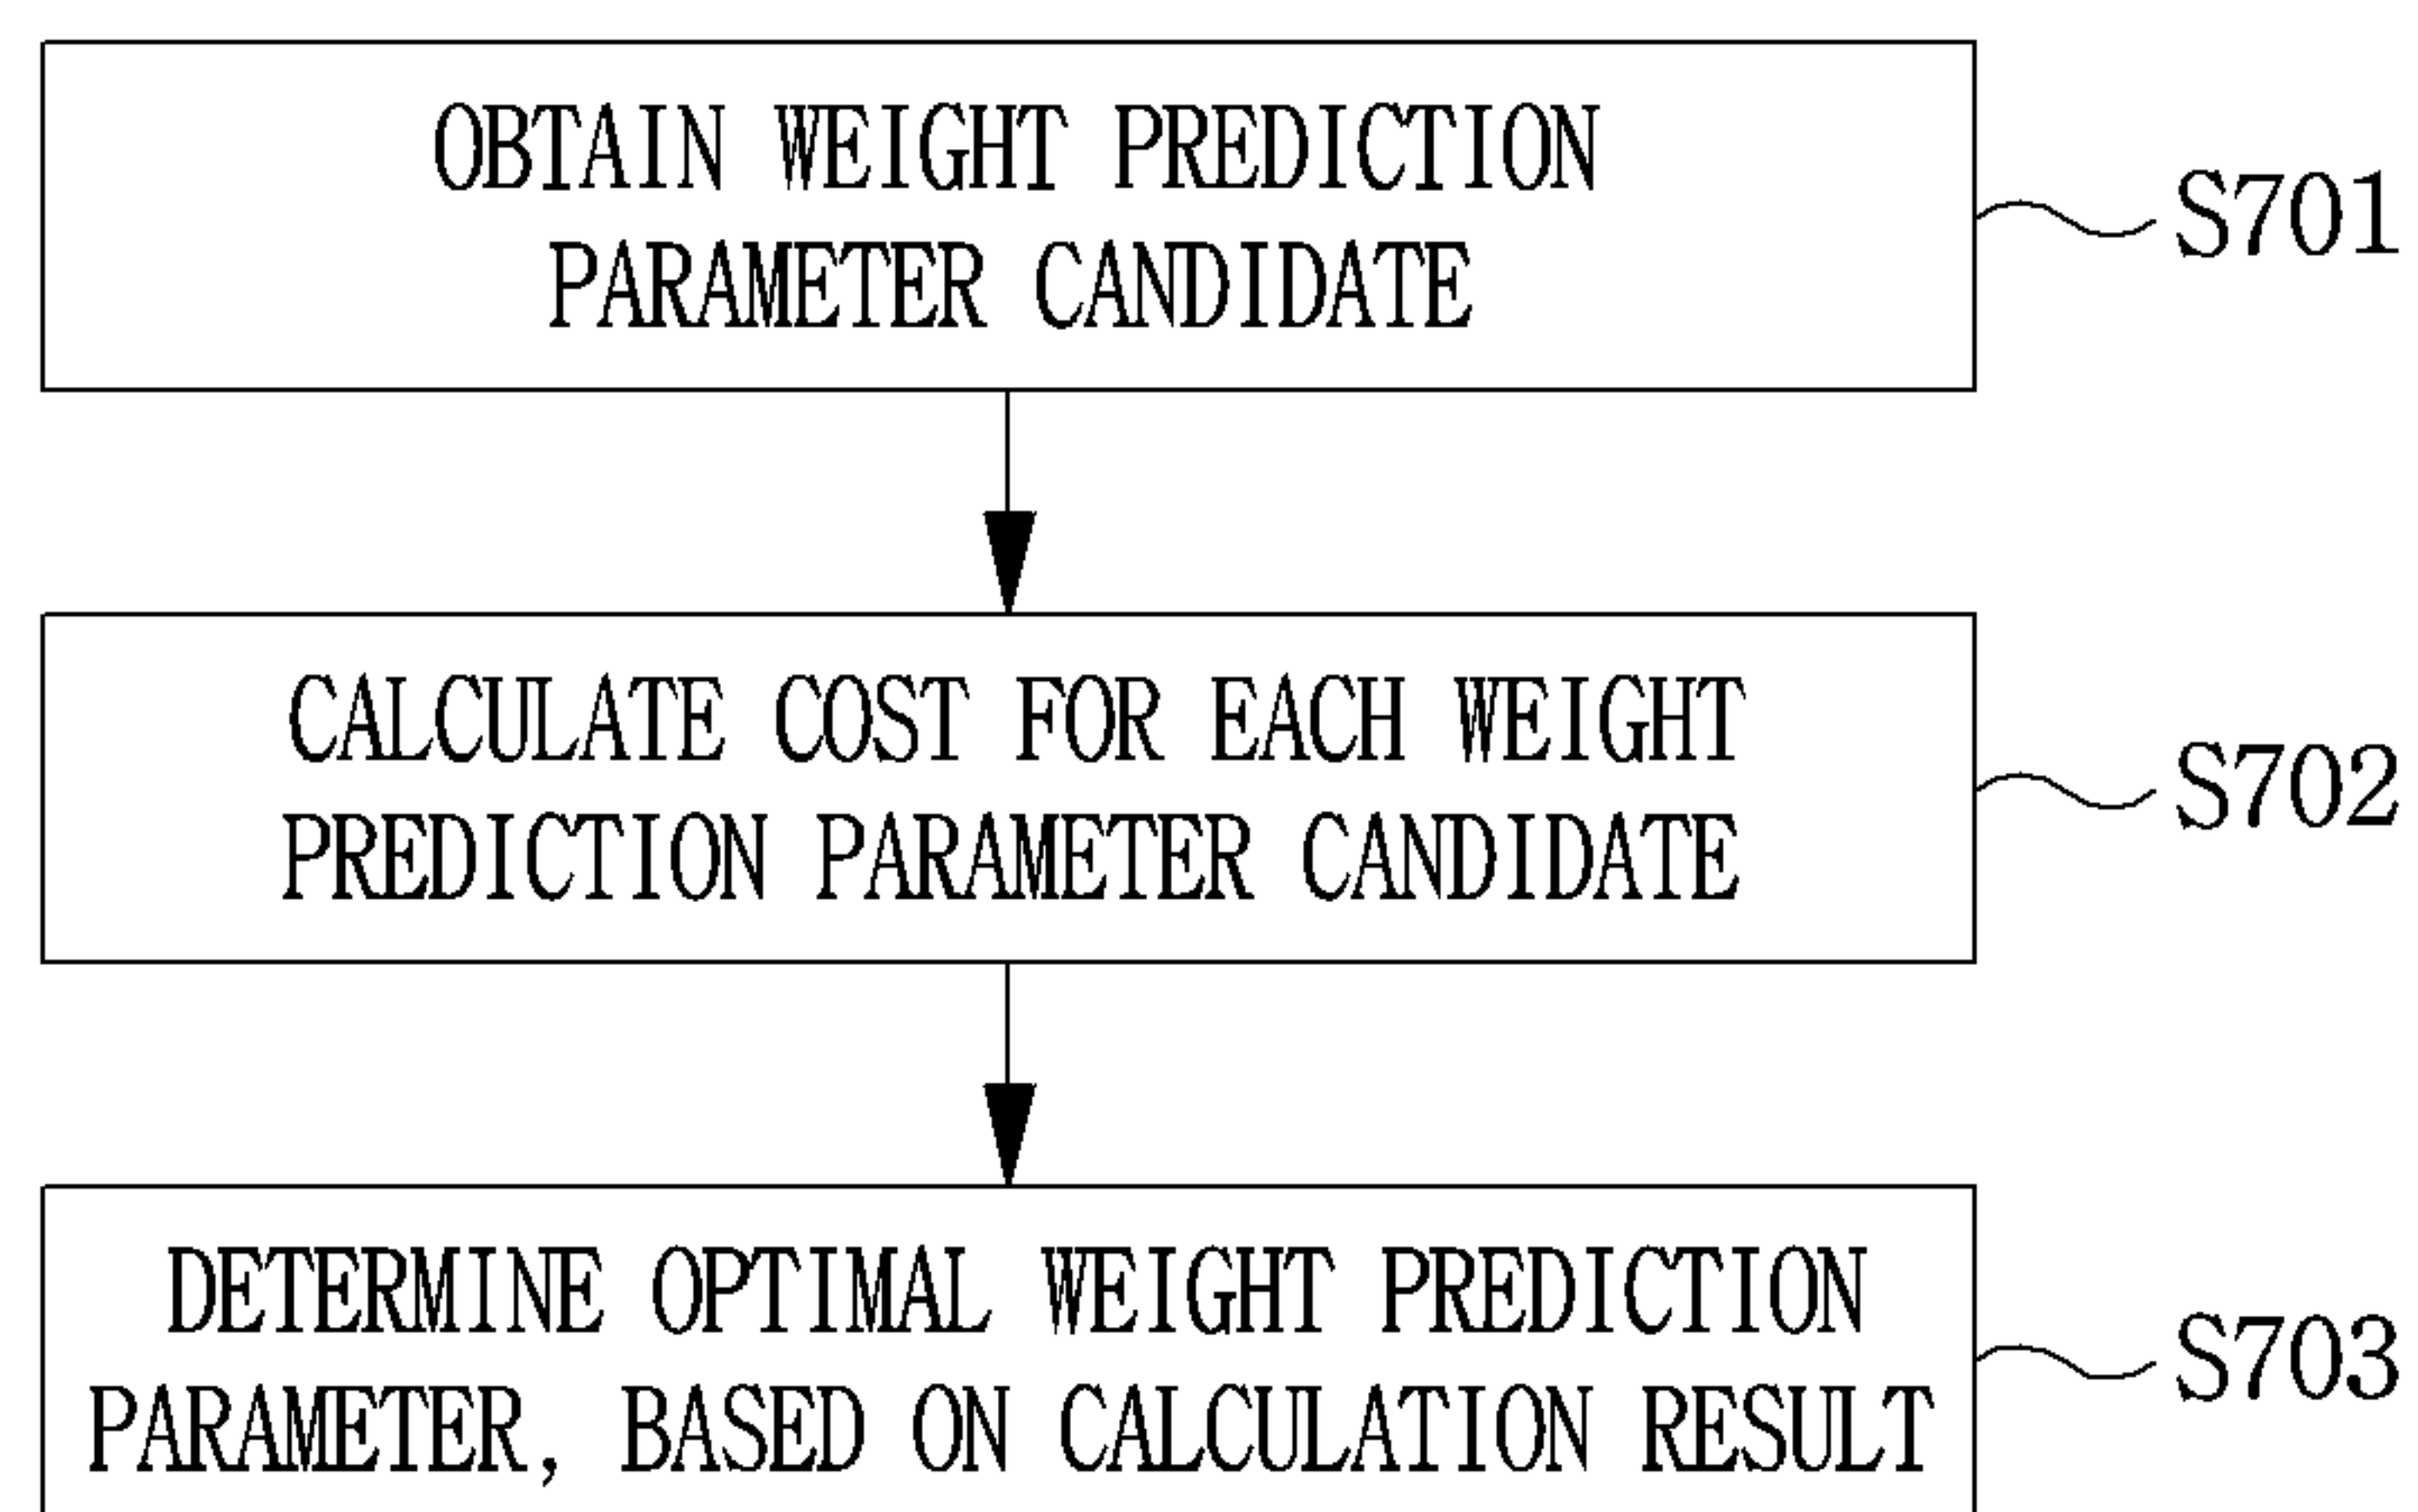 OBTAIN WEIGHT PREDICTION
PARAMETER CANDIDATE
S701
CALCULATE COST FOR EACH WEIGHT
PREDICTION PARAMETER CANDIDATE
S702
DETERMINE OPTIMAL WEIGHT PREDICTION
PARAMETER, BASED ON CALCULATION RESULT
S703